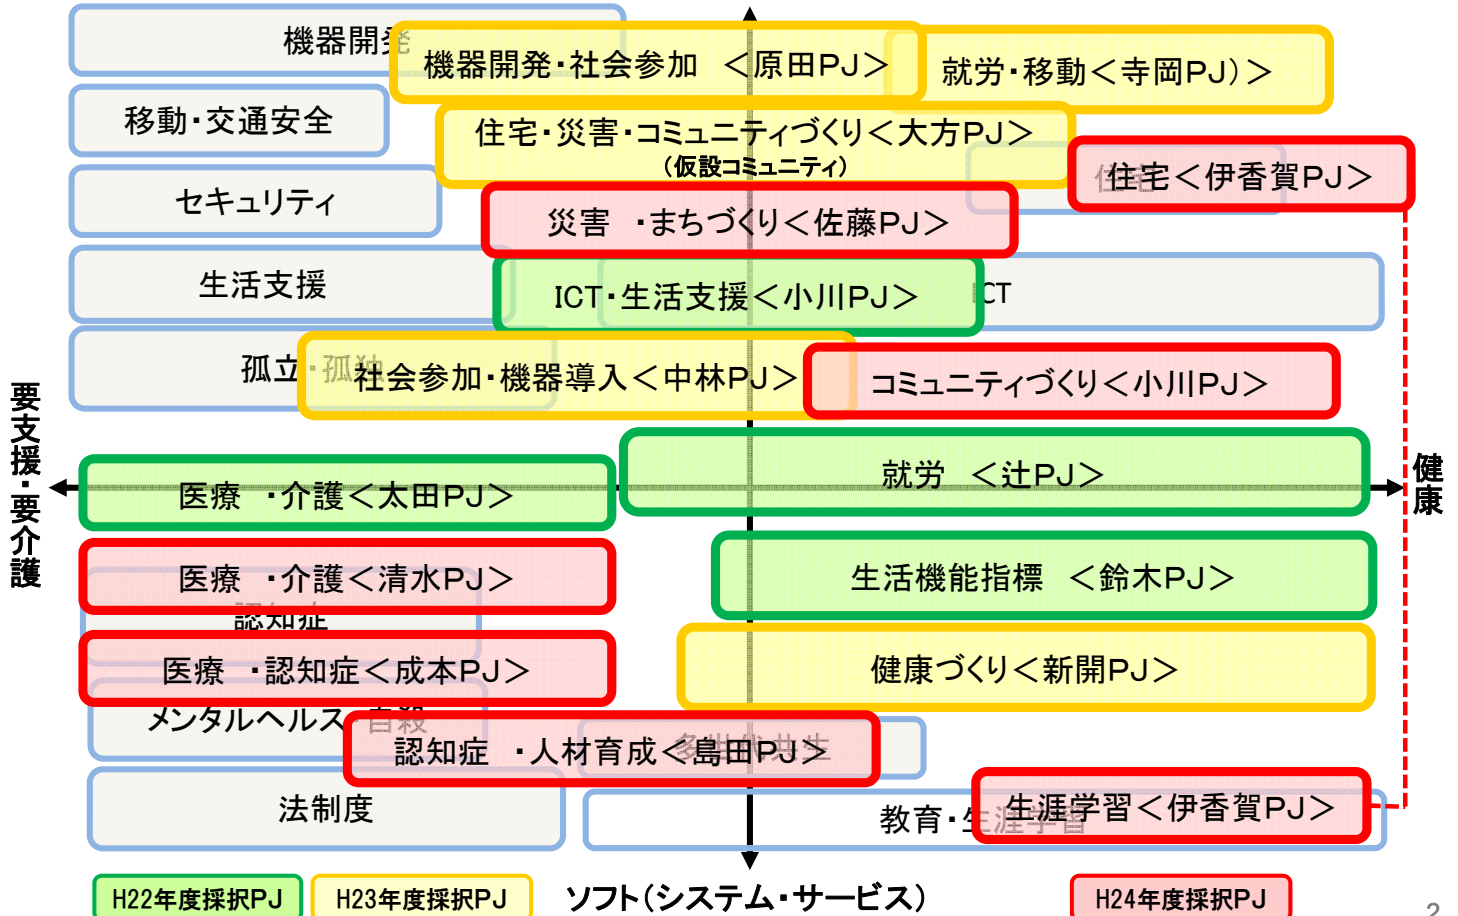 機器開発
機器開発・社会参加　＜原田PJ＞
就労・移動＜寺岡PJ）＞
移動・交通安全
住宅・災害・コミュニティづくり＜大方PJ＞
（仮設コミュニティ）
住宅
住宅＜伊香賀PJ＞
セキュリティ
災害　・まちづくり＜佐藤PJ＞
生活支援
ICT・生活支援＜小川PJ＞
ICT
孤立・孤独
社会参加・機器導入＜中林PJ＞
コミュニティづくり＜小川PJ＞
要支援・要介護
健康
就労　＜辻PJ＞
医療　・介護＜太田PJ＞
医療　・介護＜清水PJ＞
生活機能指標　＜鈴木PJ＞
認知症
医療　・認知症＜成本PJ＞
健康づくり＜新開PJ＞
メンタルヘルス・自殺
認知症　・人材育成＜島田PJ＞
多世代共生
法制度
教育・生涯学習
生涯学習＜伊香賀PJ＞
H22年度採択PJ
H23年度採択PJ
ソフト（システム・サービス）
H24年度採択PJ
2